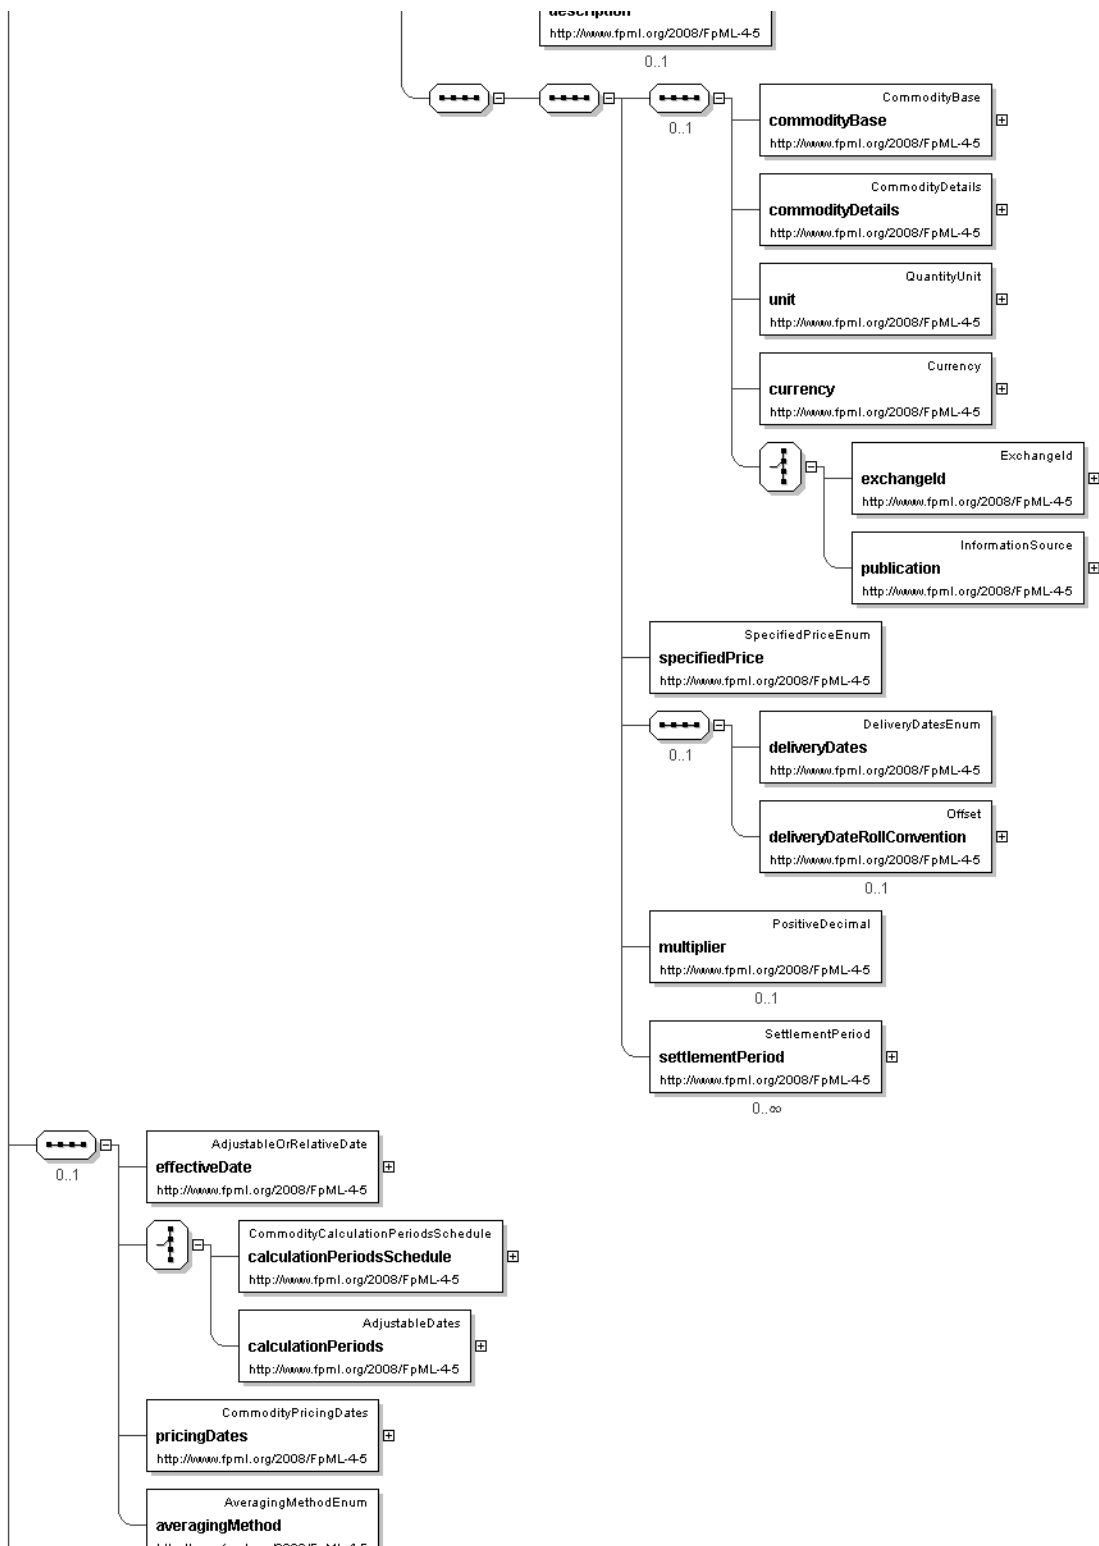 description
http://www.fpml.org/2008/FpML-4-5
0..1
CommodityBase
commodityBase
http://www.fpml.org/2008/FpML-4-5
0..1
CommodityDetails
commodityDetails
http://www.fpml.org/2008/FpML-4-5
QuantityUnit
unit
http://www.fpml.org/2008/FpML-4-5
Currency
currency
http://www.fpml.org/2008/FpML-4-5
ExchangeId
exchangeId
http://www.fpml.org/2008/FpML-4-5
InformationSource
publication
http://www.fpml.org/2008/FpML-4-5
SpecifiedPriceEnum
specifiedPrice
http://www.fpml.org/2008/FpML-4-5
0..1
DeliveryDatesEnum
deliveryDates
http://www.fpml.org/2008/FpML-4-5
Offset
deliveryDateRollConvention
http://www.fpml.org/2008/FpML-4-5
0..1
PositiveDecimal
multiplier
http://www.fpml.org/2008/FpML-4-5
0..1
SettlementPeriod
settlementPeriod
http://www.fpml.org/2008/FpML-4-5
0..∞
0..1
AdjustableOrRelativeDate
effectiveDate
http://www.fpml.org/2008/FpML-4-5
CommodityCalculationPeriodsSchedule
calculationPeriodsSchedule
http://www.fpml.org/2008/FpML-4-5
AdjustableDates
calculationPeriods
http://www.fpml.org/2008/FpML-4-5
CommodityPricingDates
pricingDates
http://www.fpml.org/2008/FpML-4-5
AveragingMethodEnum
averagingMethod
http://www.fpml.org/2008/FpML-4-5